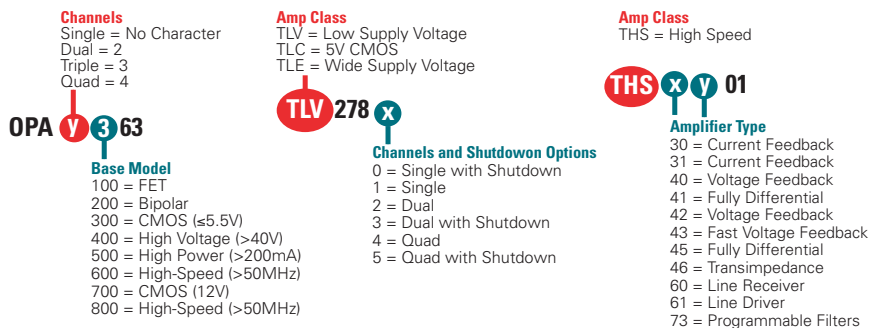 Channels
Single = No Character
Dual = 2
Triple = 3
Quad = 4
OPA y 3 63
Base Model
100 = FET
200 = Bipolar
300 = CMOS (≤5.5V)
400 = High Voltage (>40V)
500 = High Power (>200mA)
600 = High-Speed (>50MHz)
700 = CMOS (12V)
800 = High-Speed (>50MHz)
Amp Class
TLV = Low Supply Voltage
TLC = 5V CMOS
TLE = Wide Supply Voltage
TLV 278 x
Channels and Shutdowon Options
0 = Single with Shutdown
1 = Single
2 = Dual
3 = Dual with Shutdown
4 = Quad
5 = Quad with Shutdown
Amp Class
THS = High Speed
THS x y 01
Amplifier Type
30 = Current Feedback
31 = Current Feedback
40 = Voltage Feedback
41 = Fully Differential
42 = Voltage Feedback
43 = Fast Voltage Feedback
45 = Fully Differential
46 = Transimpedance
60 = Line Receiver
61 = Line Driver
73 = Programmable Filters